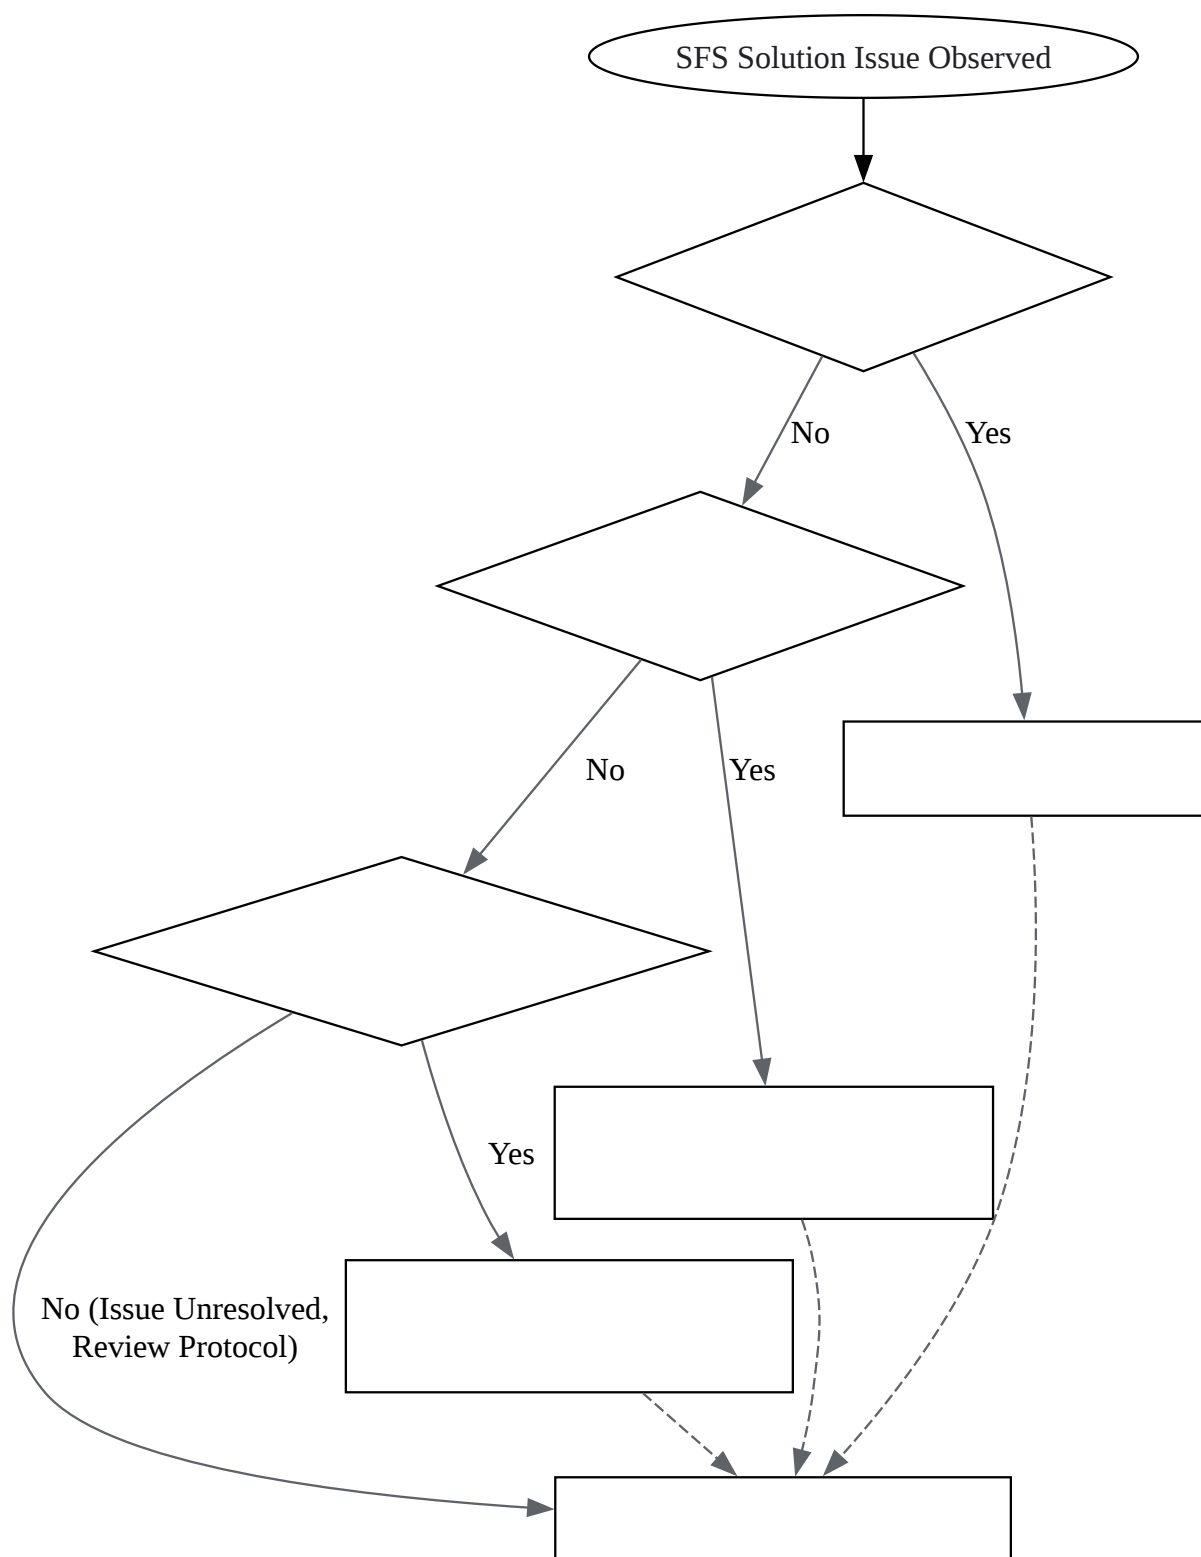 SFS Solution Issue Observed
No
Yes
No
Yes
Yes
No (Issue Unresolved,
Review Protocol)